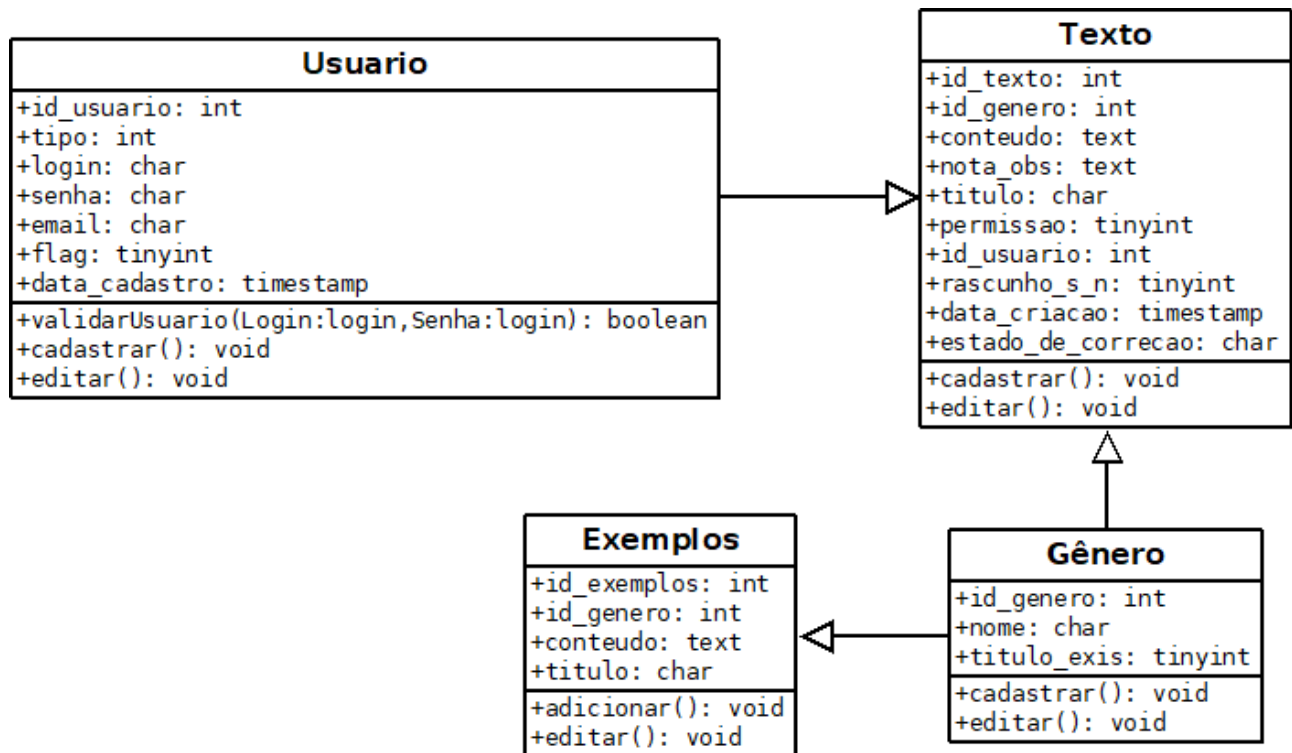 Usuario
+id_usuario: int
+tipo: int
+login: char
+senha: char
+email: char
+flag: tinyint
+data_cadastro: timestamp
+validarUsuario(Login:login,Senha:login): boolean
+cadastrar(): void
+editar(): void
Texto
+id_texto: int
+id_genero: int
+conteudo: text
+nota_obs: text
+titulo: char
+permissao: tinyint
+id_usuario: int
+rascunho_s_n: tinyint
+data_criacao: timestamp
+estado_de_correcao: char
+cadastrar(): void
+editar(): void
Exemplos
+id_exemplos: int
+id_genero: int
+conteudo: text
+titulo: char
+adicionar(): void
+editar(): void
Gênero
+id_genero: int
+nome: char
+titulo_exis: tinyint
+cadastrar(): void
+editar(): void